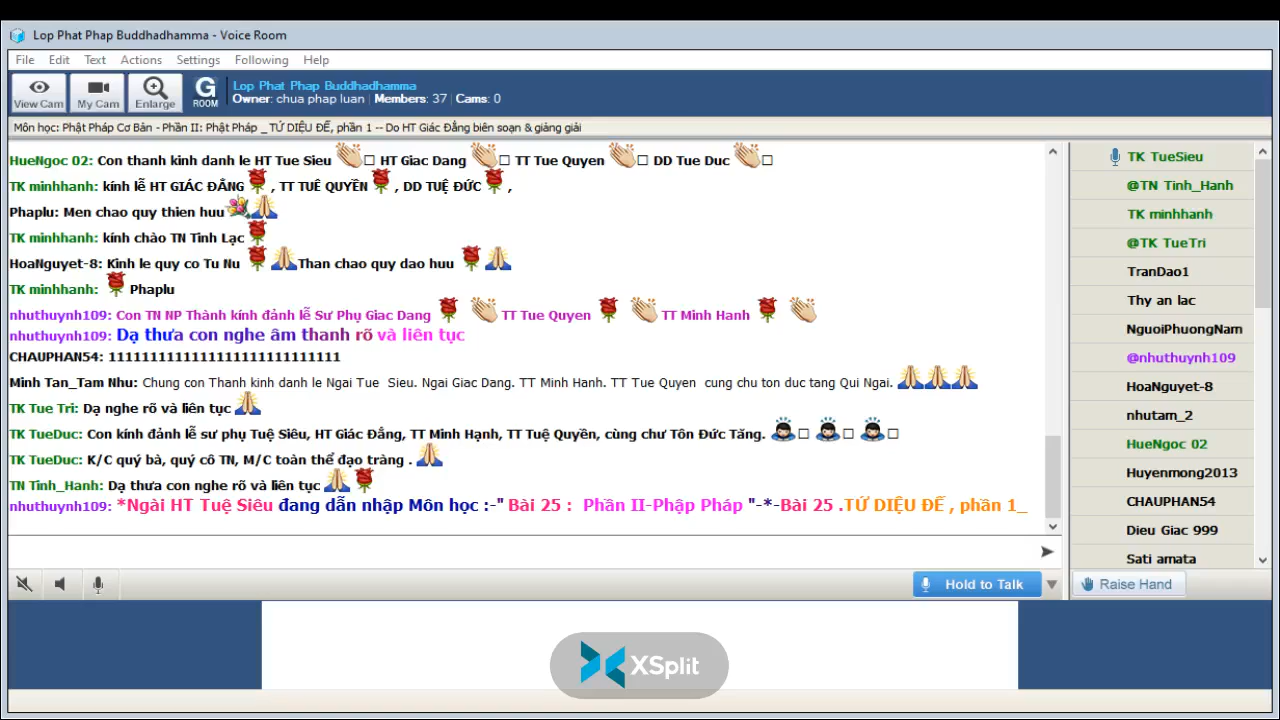 Lop Phat Phap Buddhadhamma - Voice Room
File Edit Text Actions Settings Following Help
View Cam My Cam Enlarge G ROOM
Lop Phat Phap Buddhadhamma
Owner: chua phap luan | Members: 37 | Cams: 0
Môn học: Phật Pháp Cơ Bản - Phần II: Phật Pháp _ TỨ DIỆU ĐẾ, phần 1 -- Do HT Giác Đẳng biên soạn & giảng giải
HueNgoc 02: Con thanh kinh danh le HT Tue Sieu HT Giac Dang TT Tue Quyen DD Tue Duc
TK minhhanh: kính lễ HT GIÁC ĐẲNG , TT TUÊ QUYỀN , DD TUỆ ĐỨC ,
Phaplu: Men chao quy thien huu
TK minhhanh: kính chào TN Tinh Lạc
HoaNguyet-8: Kinh le quy co Tu Nu Than chao quy dao huu
TK minhhanh: Phaplu
nhuthuynh109: Con TN NP Thành kính đảnh lễ Sư Phụ Giac Dang TT Tue Quyen TT Minh Hanh
nhuthuynh109: Dạ thưa con nghe âm thanh rõ và liên tục
CHAUPHAN54: 1111111111111111111111111111
Minh Tan_Tam Nhu: Chung con Thanh kinh danh le Ngai Tue Sieu. Ngai Giac Dang. TT Minh Hanh. TT Tue Quyen cung chu ton duc tang Qui Ngai.
TK Tue Tri: Dạ nghe rõ và liên tục
TK TueDuc: Con kính đảnh lễ sư phụ Tuệ Siêu, HT Giác Đẳng, TT Minh Hạnh, TT Tuệ Quyền, cùng chư Tôn Đức Tăng.
TK TueDuc: K/C quý bà, quý cô TN, M/C toàn thể đạo tràng .
TN Tinh_Hanh: Dạ thưa con nghe rõ và liên tục
nhuthuynh109: *Ngài HT Tuệ Siêu đang dẫn nhập Môn học :-" Bài 25 : Phần II-Phập Pháp "-*-Bài 25 .TỨ DIỆU ĐẾ , phần 1_
TK TueSieu
@TN Tinh_Hanh
TK minhhanh
@TK TueTri
TranDao1
Thy an lac
NguoiPhuongNam
@nhuthuynh109
HoaNguyet-8
nhutam_2
HueNgoc 02
Huyenmong2013
CHAUPHAN54
Dieu Giac 999
Sati amata
Hold to Talk
Raise Hand
XSplit